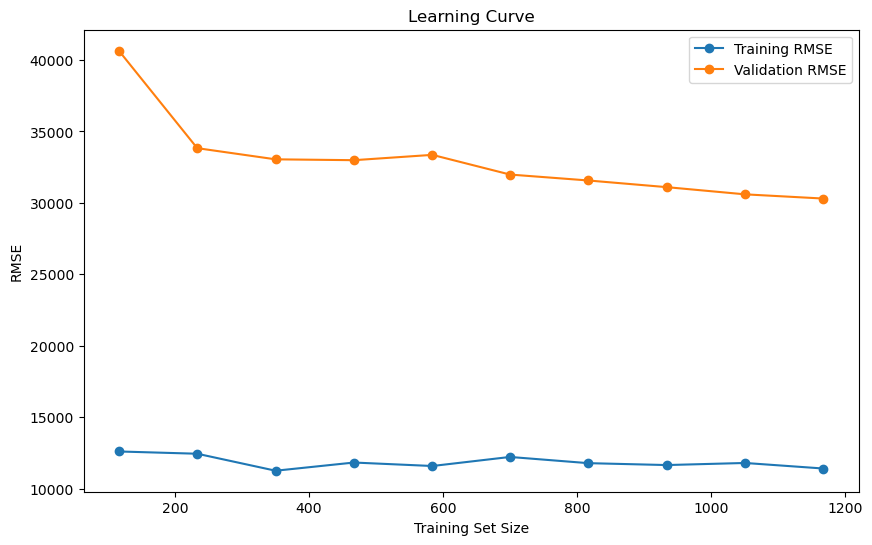 Learning Curve
Training RMSE
Validation RMSE
40000
35000
30000
25000
20000
15000
10000
RMSE
200
400
600
800
1000
1200
Training Set Size